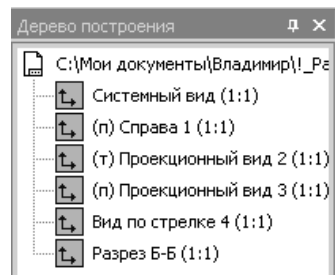 Дерево построения
C:\Мои документы\Владимир\!_Pa
Системный вид (1:1)
(п) Справа 1 (1:1)
(т) Проекционный вид 2 (1:1)
(п) Проекционный вид 3 (1:1)
Вид по стрелке 4 (1:1)
Разрез Б-Б (1:1)